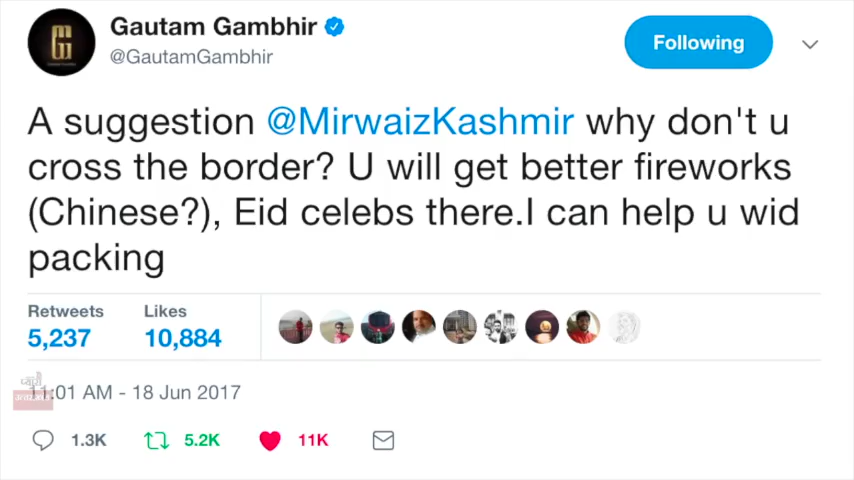 Gautam Gambhir
@GautamGambhir
Following
A suggestion @MirwaizKashmir why don't u
cross the border? U will get better fireworks
(Chinese?), Eid celebs there.I can help u wid
packing
Retweets Likes
5,237 10,884
11:01 AM - 18 Jun 2017
1.3K 5.2K 11K